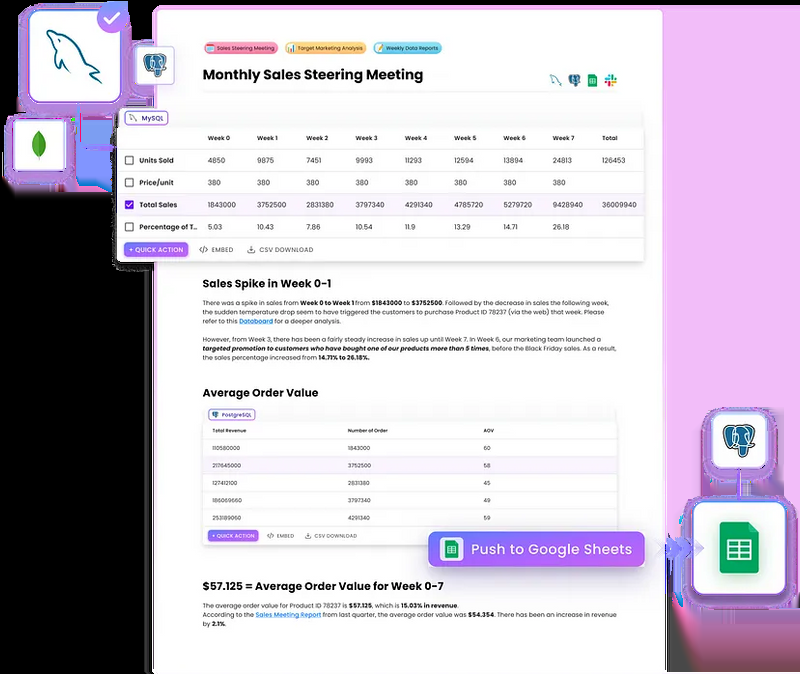 Sales Steering Meeting Target Marketing Analysis Weekly Data Reports
Monthly Sales Steering Meeting
MySQL
Week 0 Week 1 Week 2 Week 3 Week 4 Week 5 Week 6 Week 7 Total
Units Sold 4850 9875 7451 9993 11293 12594 13894 24813 126453
Price/unit 380 380 380 380 380 380 380 380
Total Sales 1843000 3752500 2831380 3797340 4291340 4785720 5279720 9428940 36009940
Percentage of T... 5.03 10.43 7.86 10.54 11.9 13.29 14.71 26.18
+ QUICK ACTION </> EMBED CSV DOWNLOAD
Sales Spike in Week 0-1
There was a spike in sales from Week 0 to Week 1 from $1843000 to $3752500. Followed by the decrease in sales the following week,
the sudden temperature drop seem to have triggered the customers to purchase Product ID 78237 (via the web) that week. Please
refer to this Databoard for a deeper analysis.
However, from Week 3, there has been a fairly steady increase in sales up until Week 7. In Week 6, our marketing team launched a
targeted promotion to customers who have bought one of our products more than 5 times, before the Black Friday sales. As a result,
the sales percentage increased from 14.71% to 26.18%.
Average Order Value
PostgreSQL
Total Revenue Number of Order AOV
110580000 1843000 60
217645000 3752500 58
127412100 2831380 45
186069660 3797340 49
253189060 4291340 59
+ QUICK ACTION </> EMBED CSV DOWNLOAD
Push to Google Sheets
$57.125 = Average Order Value for Week 0-7
The average order value for Product ID 78237 is $57.125, which is 15.03% in revenue.
According to the Sales Meeting Report from last quarter, the average order value was $54.354. There has been an increase in revenue
by 2.1%.